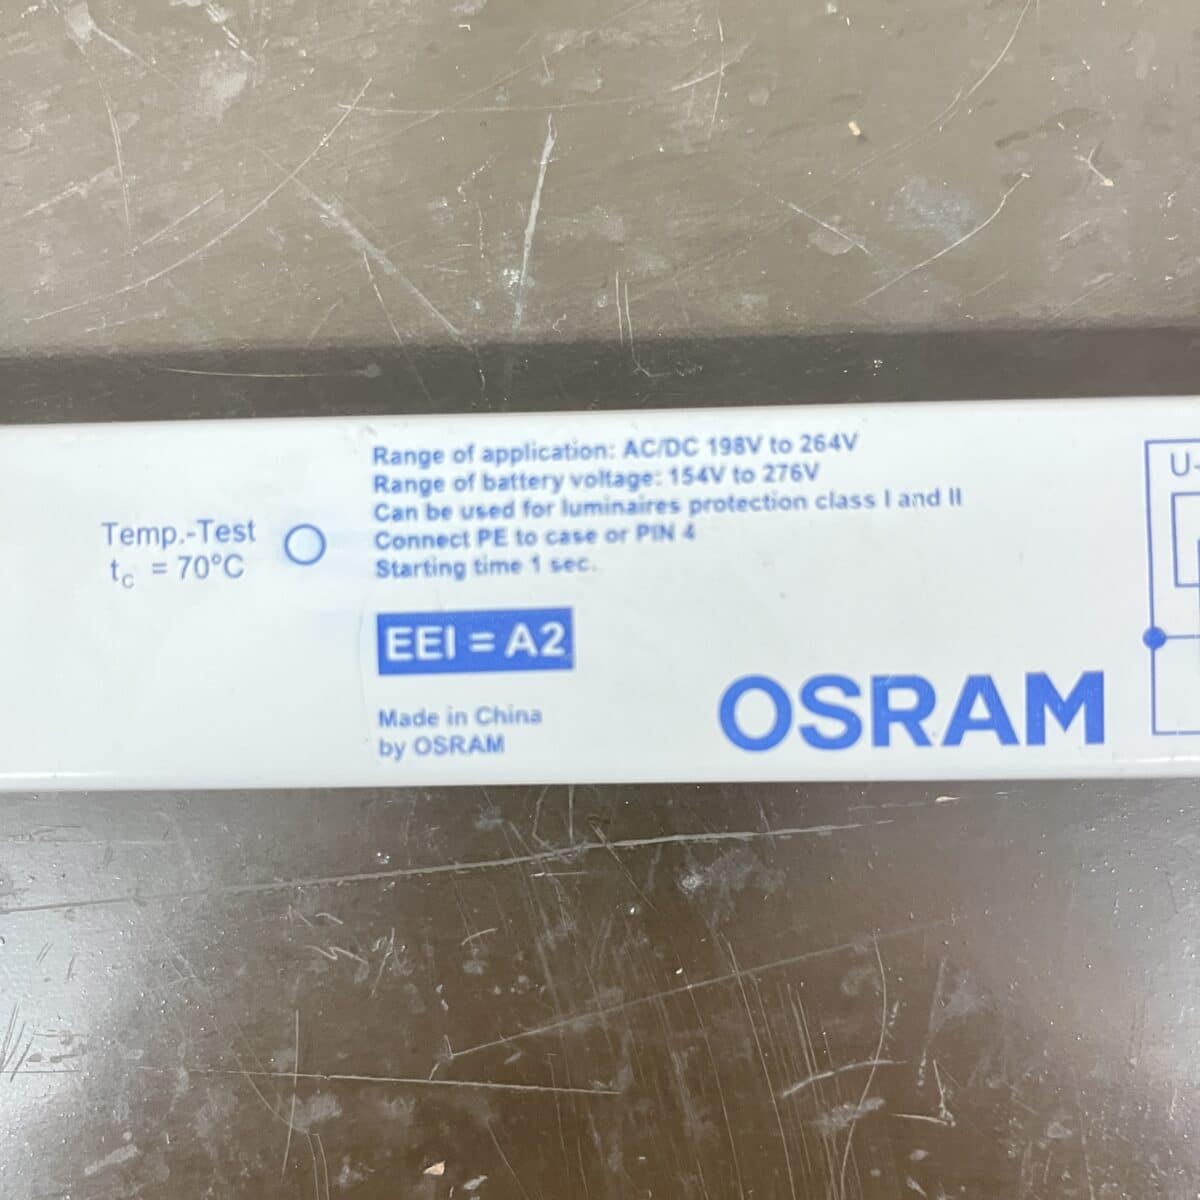 Range of application: AC/DC 198V to 264V
Range of battery voltage: 154V to 276V
Can be used for luminaires protection class I and II
Connect PE to case or PIN 4
Starting time 1 sec.
Temp.-Test
tc = 70°C
EEI = A2
Made in China
by OSRAM
OSRAM
U-